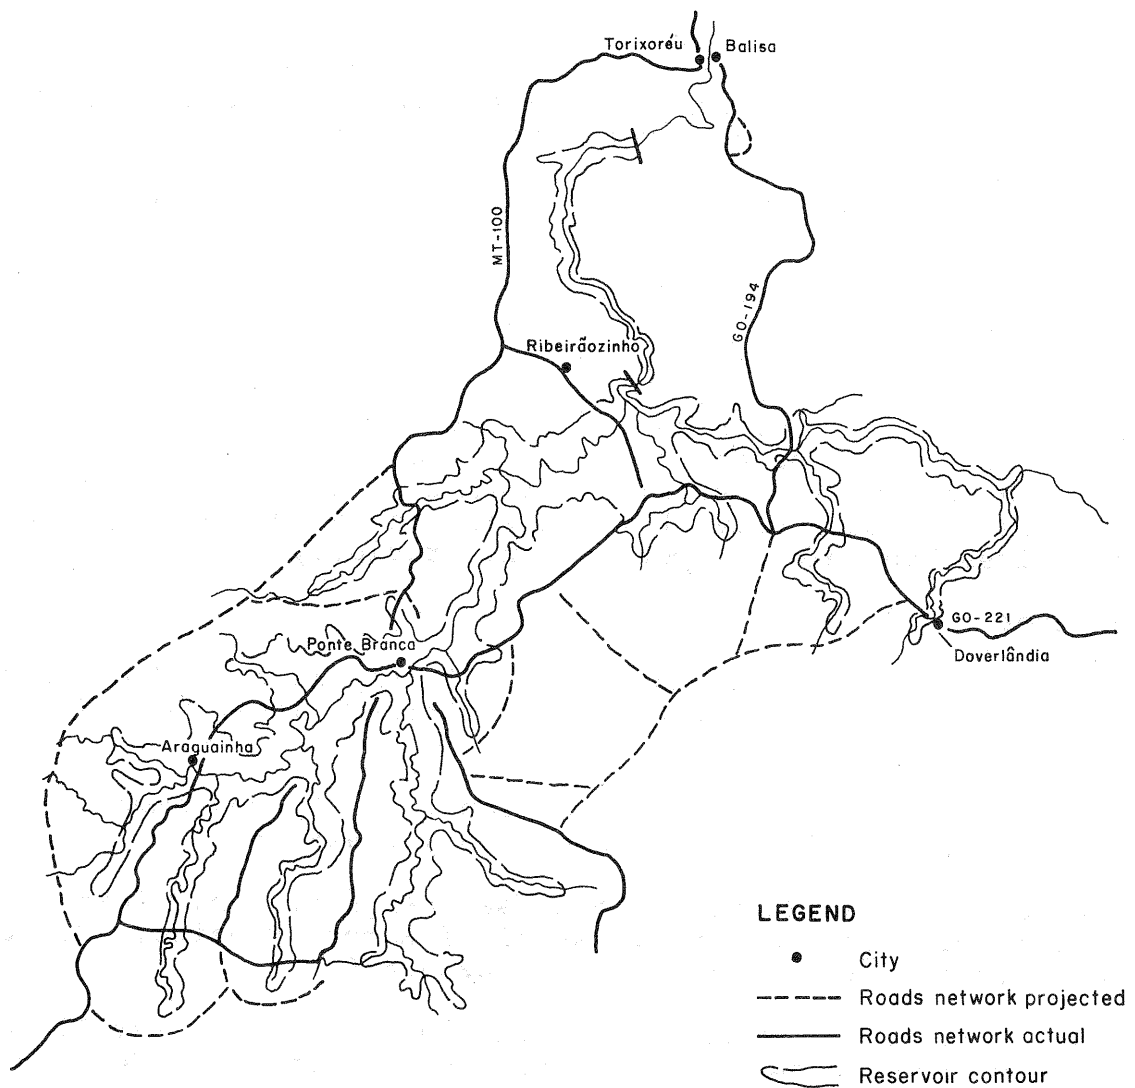 Torixoréu
Balisa
MT-100
GO-194
Ribeirãozinho
GO-221
Ponte Branca
Doverlândia
Araguainha
LEGEND
City
Roads network projected
Roads network actual
Reservoir contour